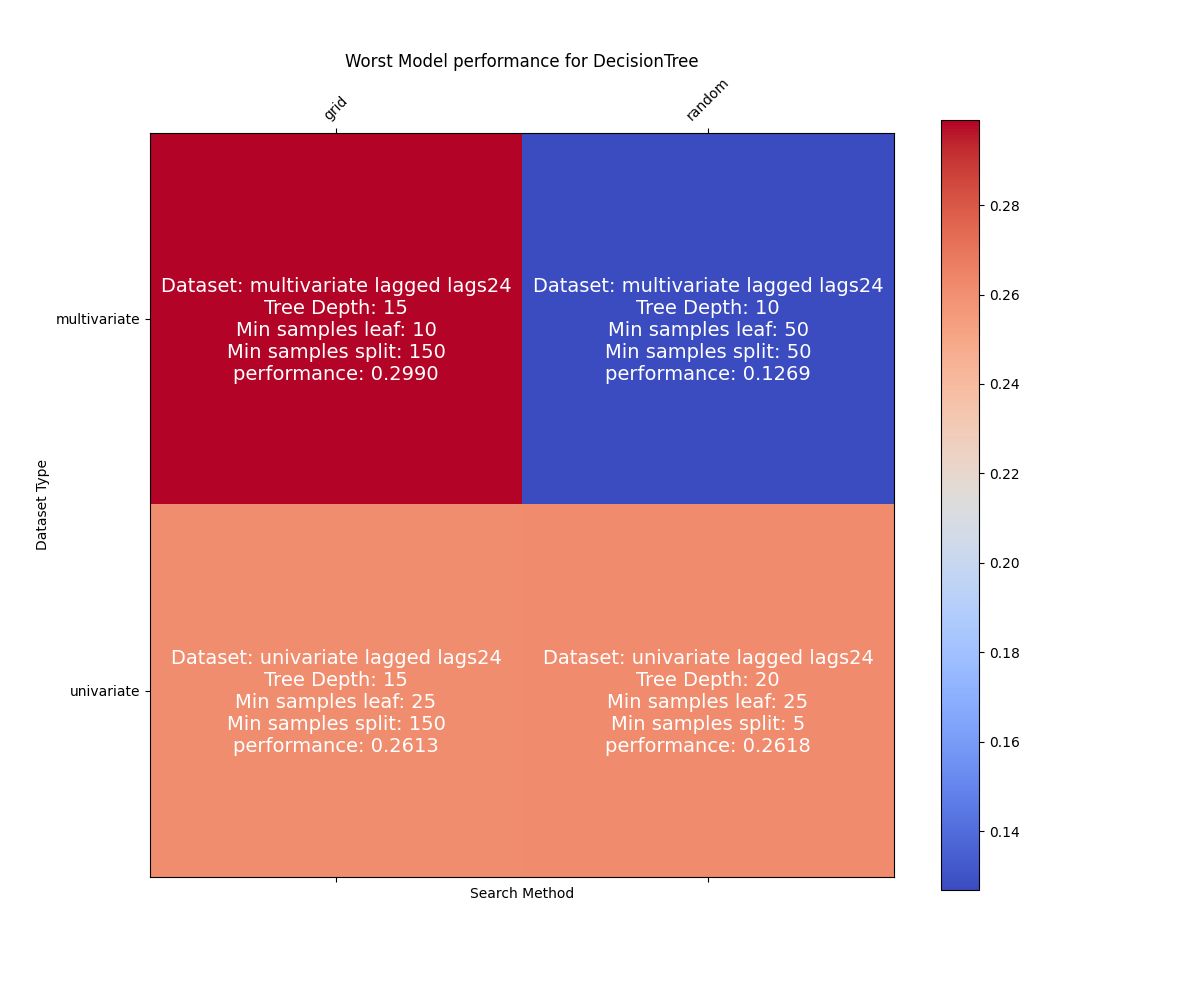 Worst Model performance for DecisionTree
grid
random
Dataset: multivariate lagged lags24
Tree Depth: 15
Min samples leaf: 10
Min samples split: 150
performance: 0.2990
Dataset: multivariate lagged lags24
Tree Depth: 10
Min samples leaf: 50
Min samples split: 50
performance: 0.1269
multivariate
Dataset Type
Dataset: univariate lagged lags24
Tree Depth: 15
Min samples leaf: 25
Min samples split: 150
performance: 0.2613
Dataset: univariate lagged lags24
Tree Depth: 20
Min samples leaf: 25
Min samples split: 5
performance: 0.2618
univariate
Search Method
0.28
0.26
0.24
0.22
0.20
0.18
0.16
0.14